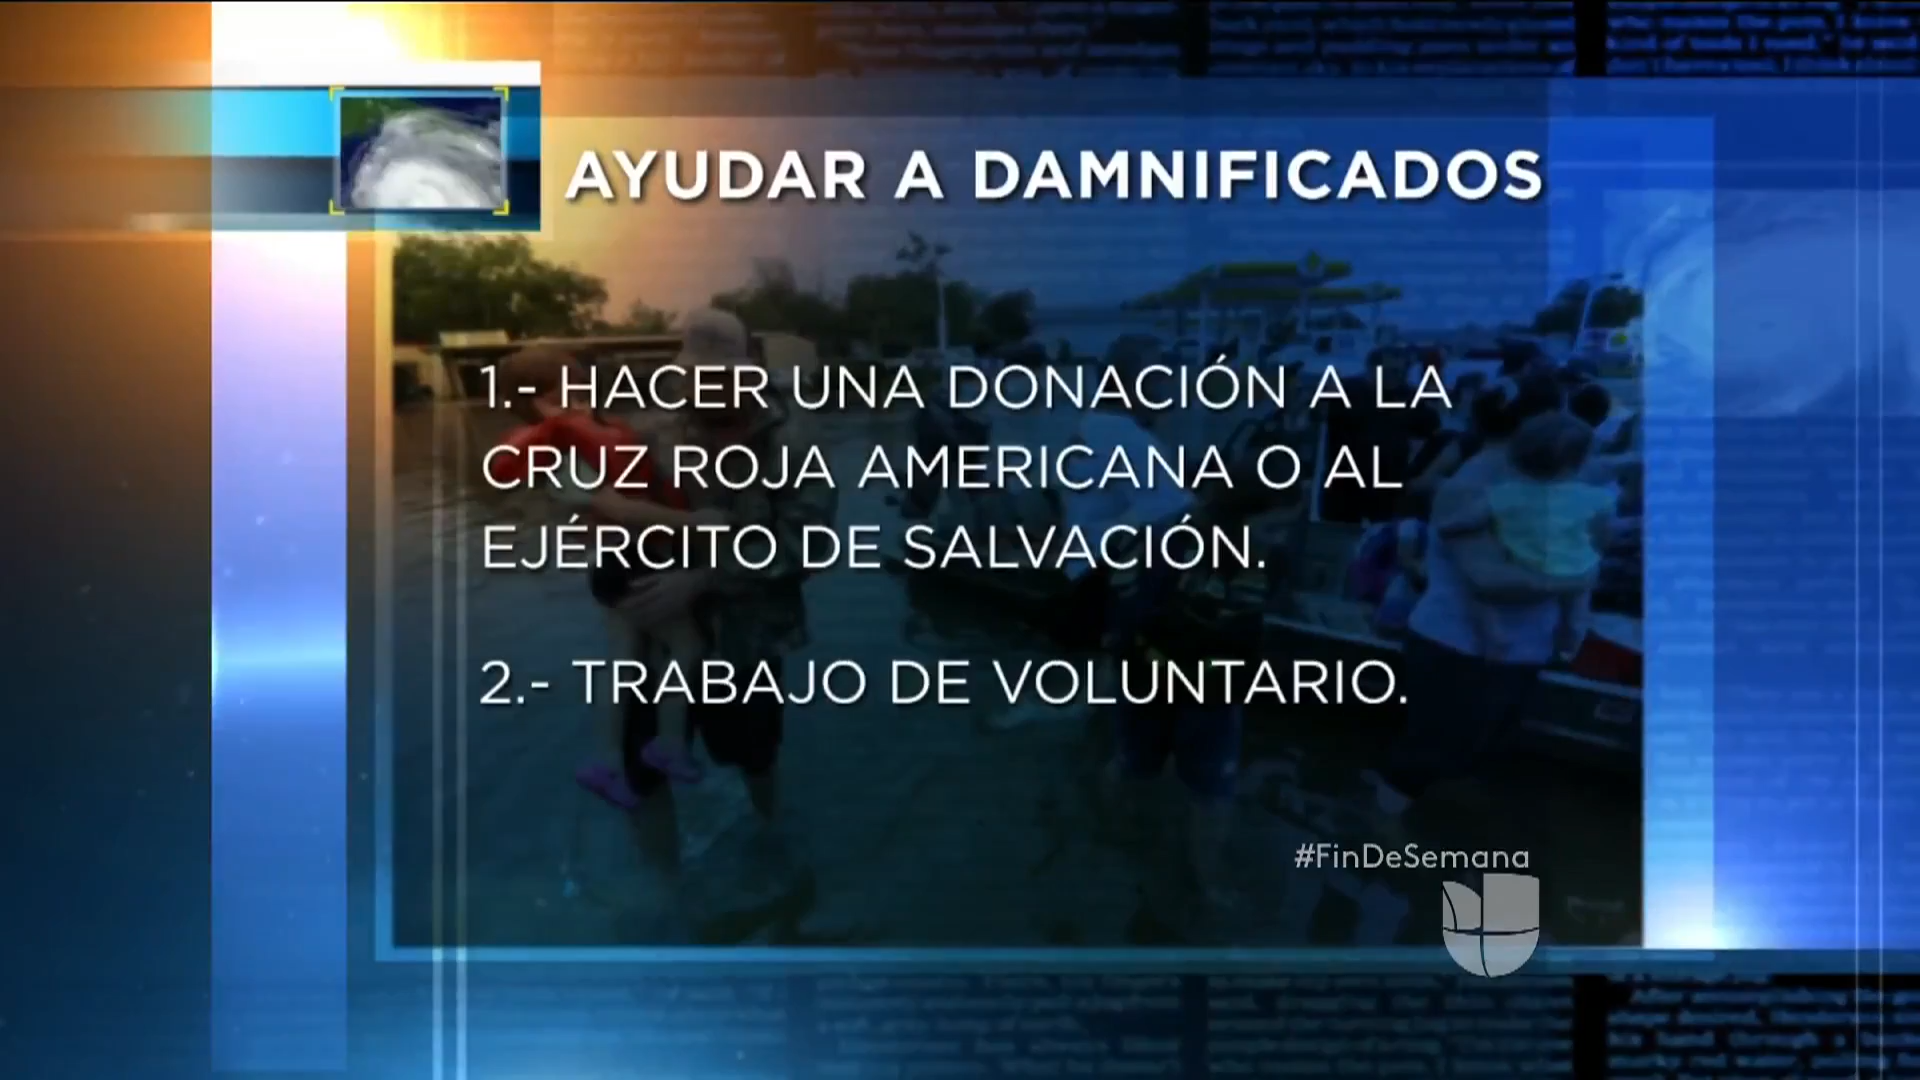 AYUDAR A DAMNIFICADOS
1.- HACER UNA DONACIÓN A LA
CRUZ ROJA AMERICANA O AL
EJÉRCITO DE SALVACIÓN.
2.- TRABAJO DE VOLUNTARIO.
#FinDeSemana